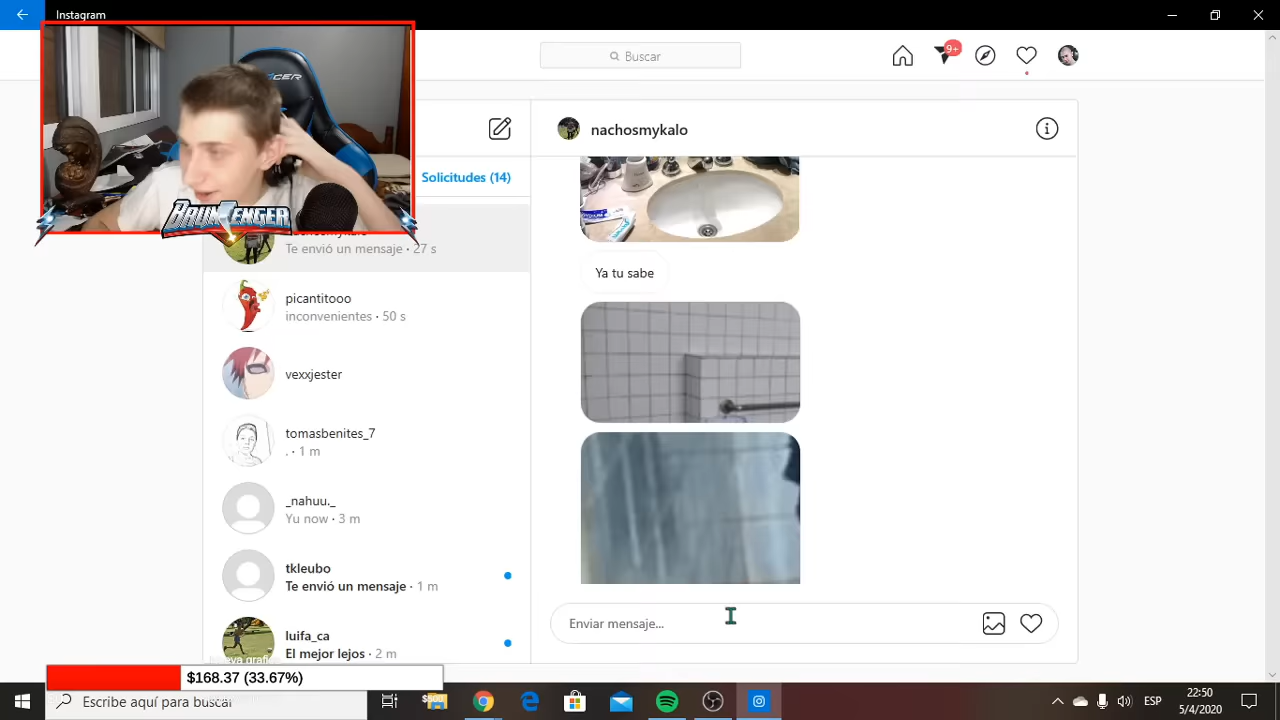 Instagram
Buscar
9+
nachosmykalo
Solicitudes (14)
Te envió un mensaje · 27 s
picantitooo
inconvenientes · 50 s
vexxjester
tomasbenites_7
. · 1 m
_nahuu._
Yu now · 3 m
tkleubo
Te envió un mensaje · 1 m
luifa_ca
El mejor lejos · 2 m
Ya tu sabe
Enviar mensaje...
$168.37 (33.67%)
$500
Escribe aquí para buscar
ESP
22:50
5/4/2020